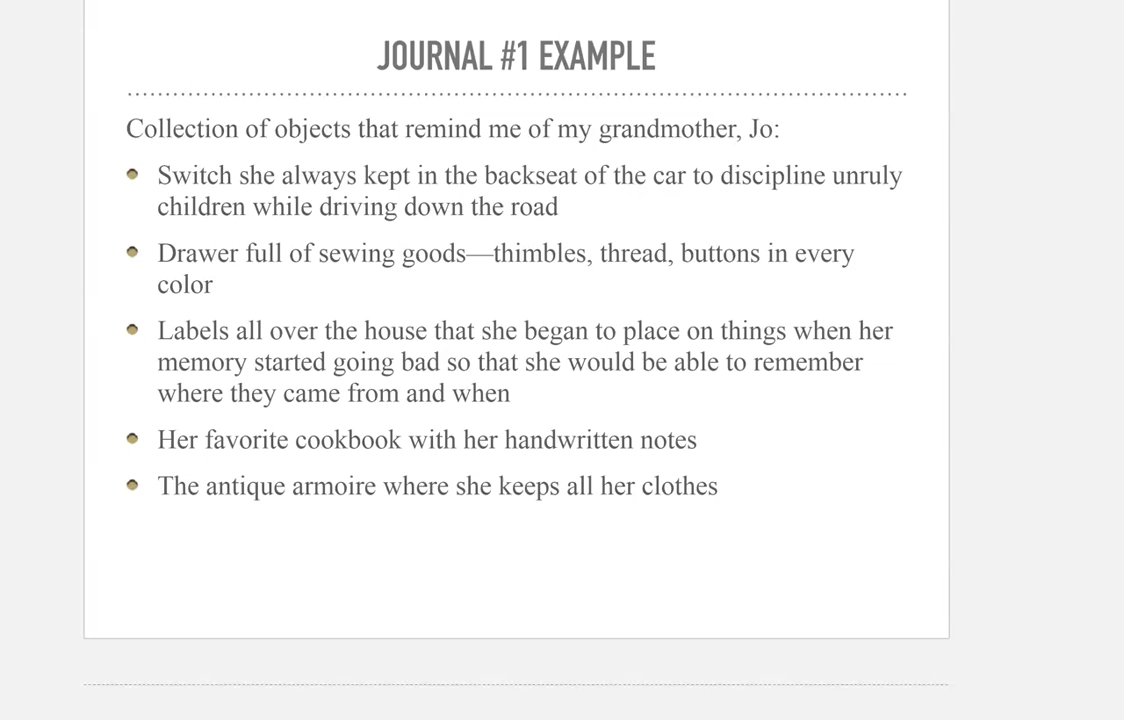 JOURNAL #1 EXAMPLE
Collection of objects that remind me of my grandmother, Jo:
Switch she always kept in the backseat of the car to discipline unruly
children while driving down the road
Drawer full of sewing goods—thimbles, thread, buttons in every
color
Labels all over the house that she began to place on things when her
memory started going bad so that she would be able to remember
where they came from and when
Her favorite cookbook with her handwritten notes
The antique armoire where she keeps all her clothes